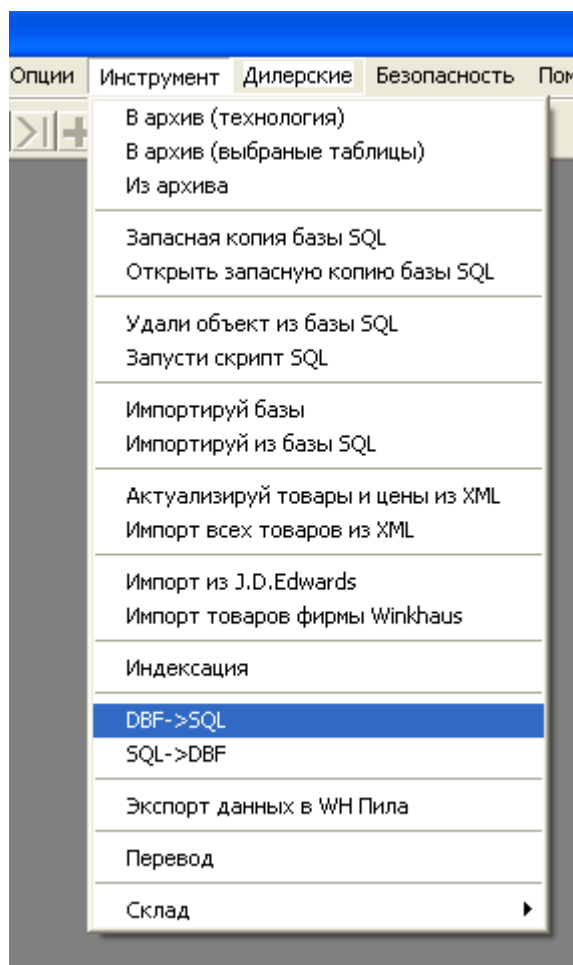 Опции Инструмент Дилерские Безопасность Пом
В архив (технология)
В архив (выбраные таблицы)
Из архива
Запасная копия базы SQL
Открыть запасную копию базы SQL
Удали объект из базы SQL
Запусти скрипт SQL
Импортируй базы
Импортируй из базы SQL
Актуализируй товары и цены из XML
Импорт всех товаров из XML
Импорт из J.D.Edwards
Импорт товаров фирмы Winkhaus
Индексация
DBF->SQL
SQL->DBF
Экспорт данных в WH Пила
Перевод
Склад